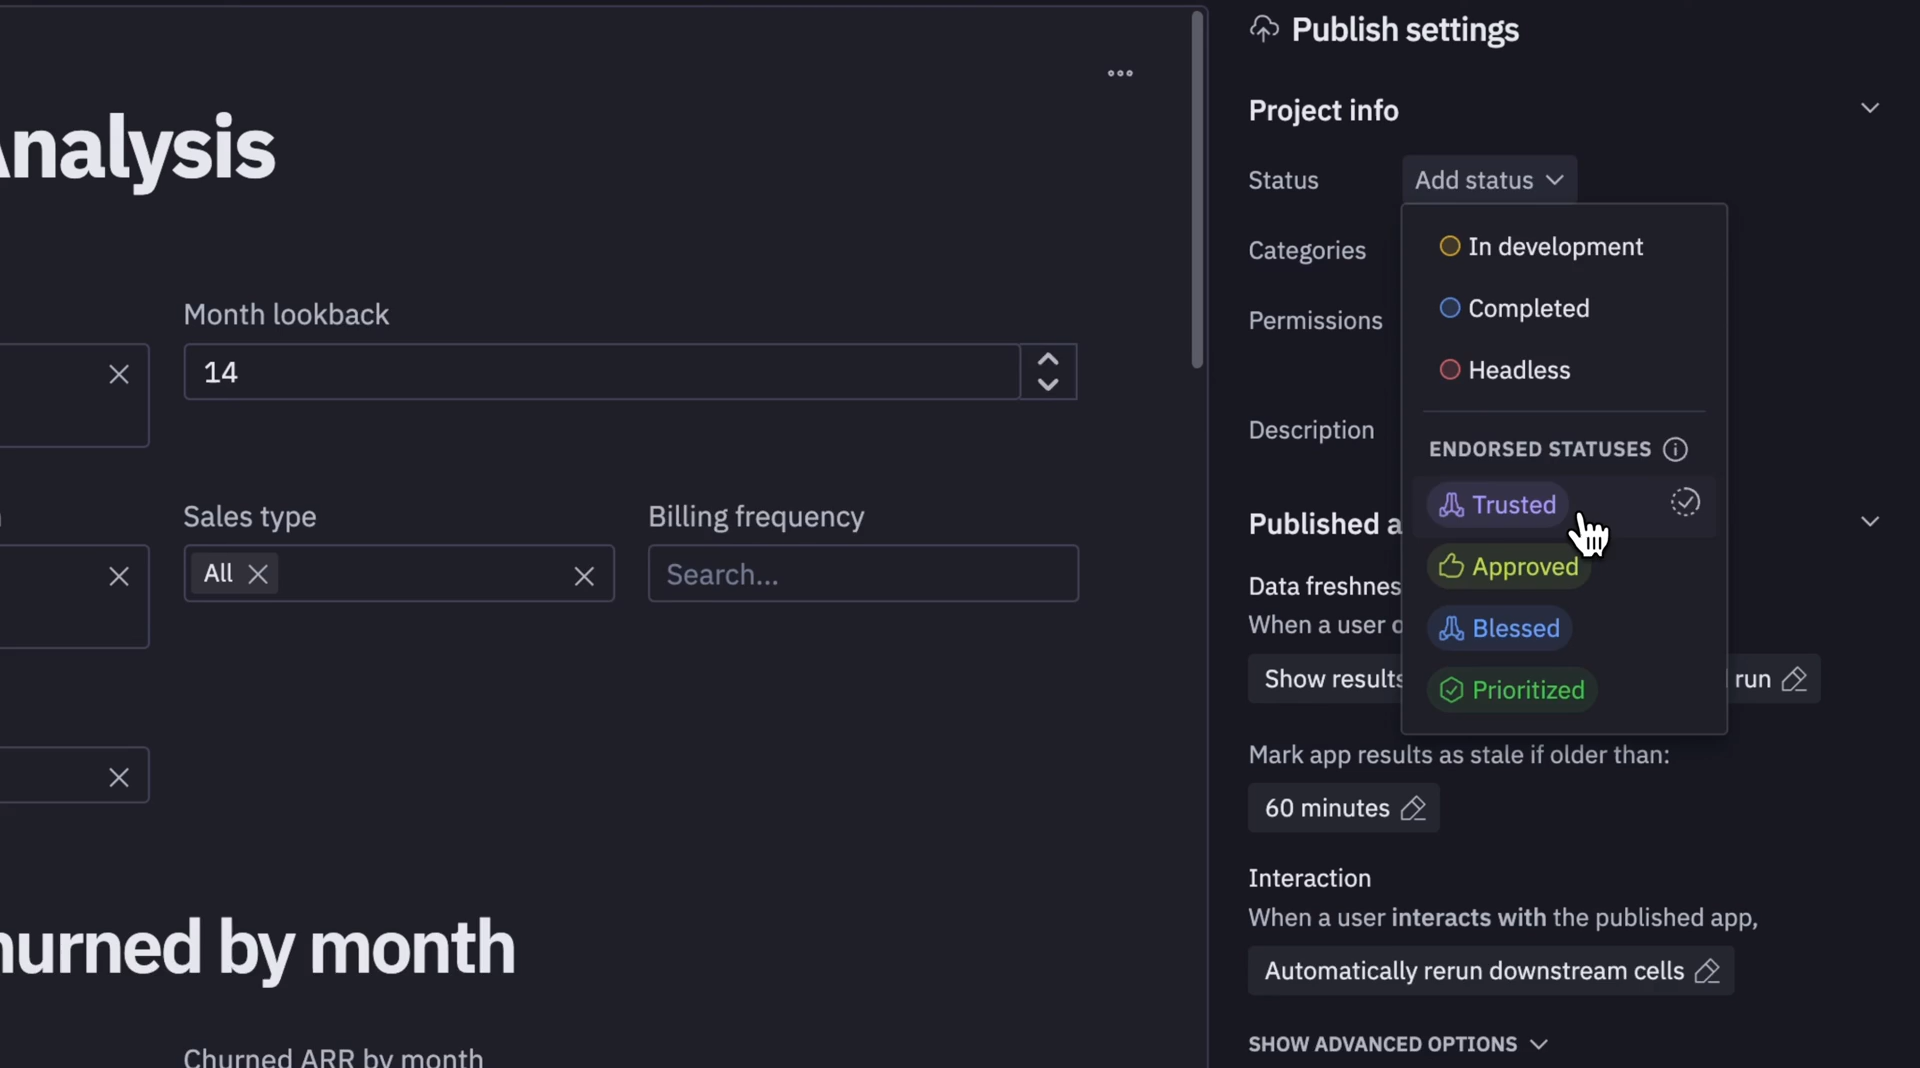 Publish settings
Project info
Status
Add status
In development
Completed
Headless
ENDORSED STATUSES
Trusted
Approved
Blessed
Prioritized
Categories
Permissions
Description
Published a
Data freshnes
When a user o
Show results
run
Mark app results as stale if older than:
60 minutes
Interaction
When a user interacts with the published app,
Automatically rerun downstream cells
SHOW ADVANCED OPTIONS
Analysis
Month lookback
14
Sales type
All
Billing frequency
Search...
hurned by month
Churned ARR by month